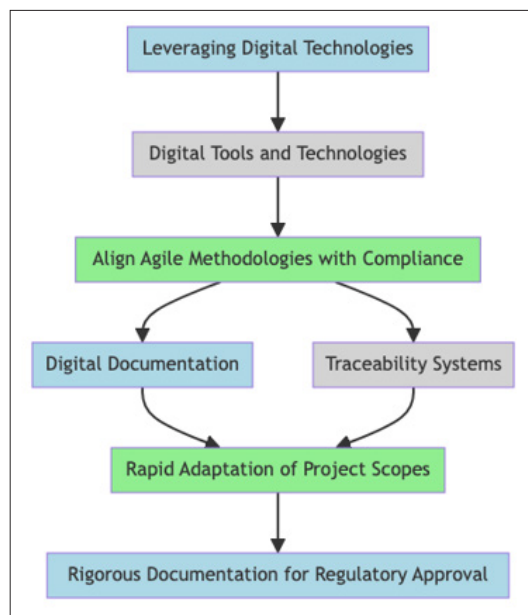 Leveraging Digital Technologies
Digital Tools and Technologies
Align Agile Methodologies with Compliance
Digital Documentation
Traceability Systems
Rapid Adaptation of Project Scopes
Rigorous Documentation for Regulatory Approval